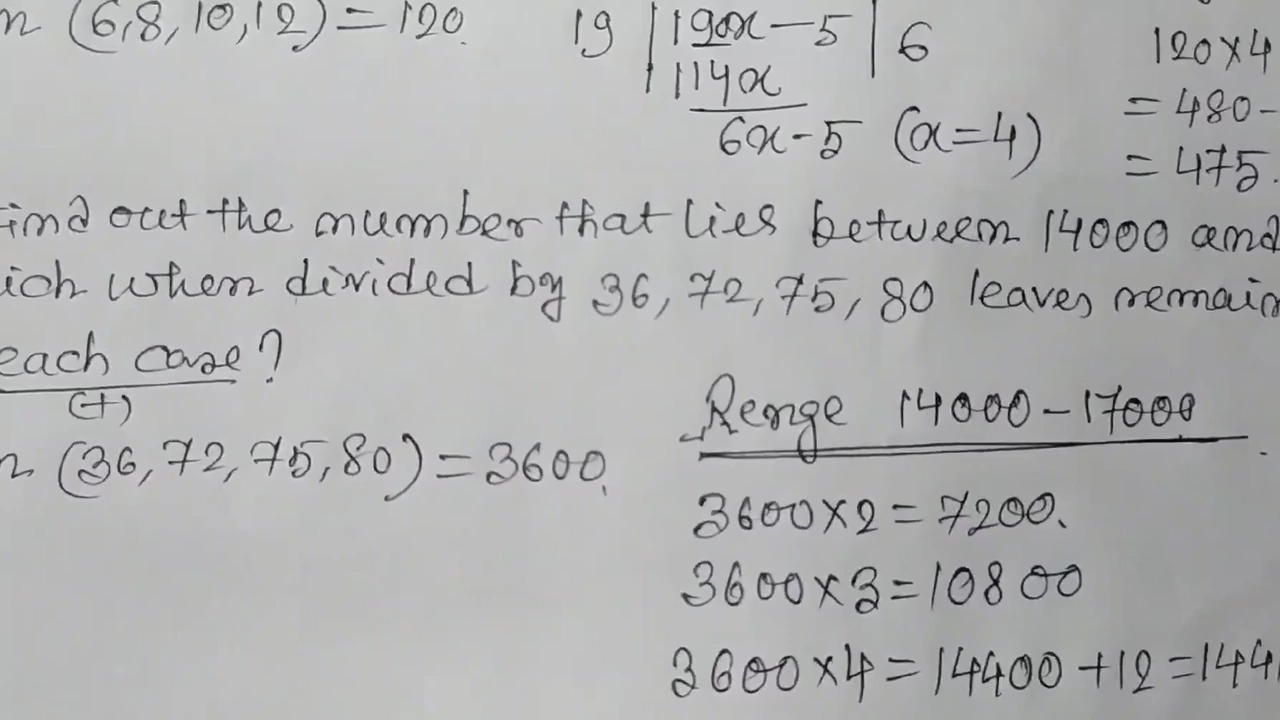 n (6,8,10,12) = 120.
19 | 190x - 5 | 6
114x
6x - 5 (x = 4)
120 x 4
= 480 -
= 475.
Find out the number that lies between 14000 and
ich when divided by 36, 72, 75, 80 leaves remain
each case?
(+)
n (36, 72, 75, 80) = 3600.
Renge 14000 - 17000
3600 x 2 = 7200.
3600 x 3 = 10800
3600 x 4 = 14400 + 12 = 144